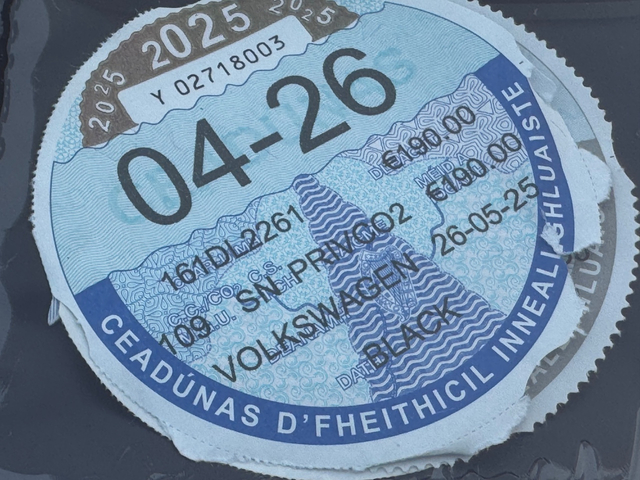 2025 2025 2025
Y 02718003
04-26
€190.00
161DL2261 €190.00
SN PRIVCO2 26-05-25
109 VOLKSWAGEN
BLACK
CEADÚNAS D'FHEITHICIL INNEALGHLUAISTE